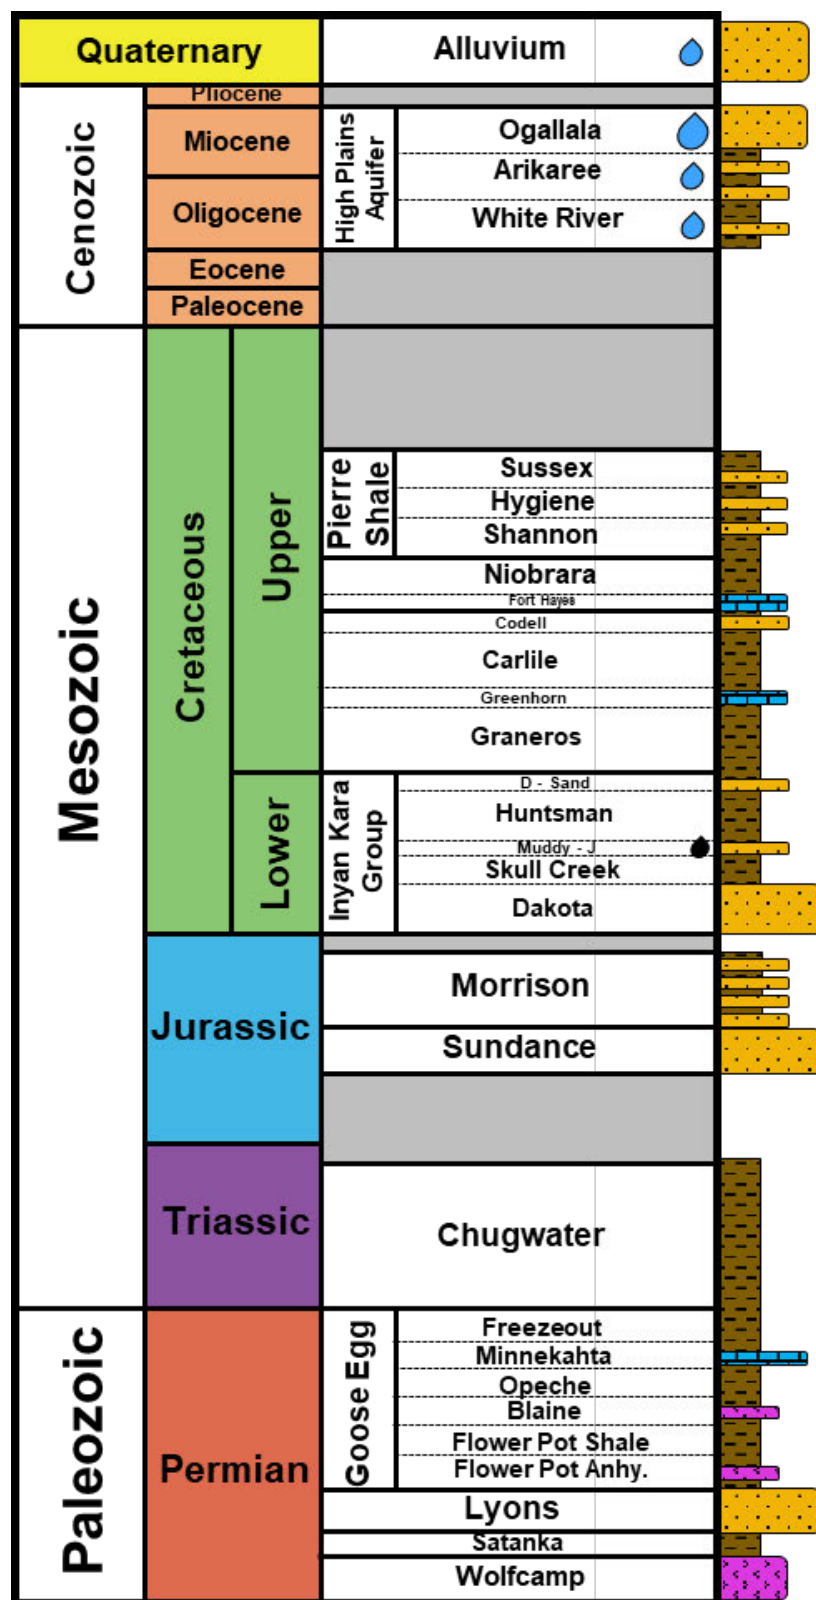 Quaternary
Alluvium
Cenozoic
Pliocene
Miocene
Oligocene
Eocene
Paleocene
High Plains
Aquifer
Ogallala
Arikaree
White River
Mesozoic
Cretaceous
Upper
Pierre
Shale
Sussex
Hygiene
Shannon
Niobrara
Fort Hayes
Codell
Carlile
Greenhorn
Graneros
Lower
Inyan Kara
Group
D - Sand
Huntsman
Muddy - J
Skull Creek
Dakota
Jurassic
Morrison
Sundance
Triassic
Chugwater
Paleozoic
Permian
Goose Egg
Freezeout
Minnekahta
Opeche
Blaine
Flower Pot Shale
Flower Pot Anhy.
Lyons
Satanka
Wolfcamp